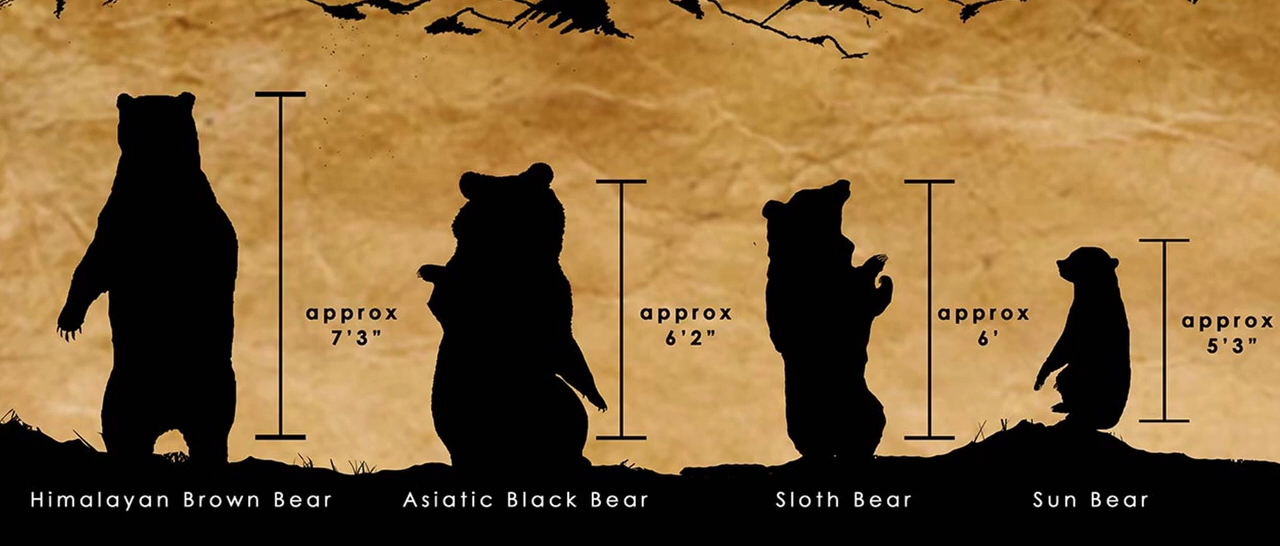 approx
7'3”
approx
6'2”
approx
6'
approx
5'3”
Himalayan Brown Bear
Asiatic Black Bear
Sloth Bear
Sun Bear